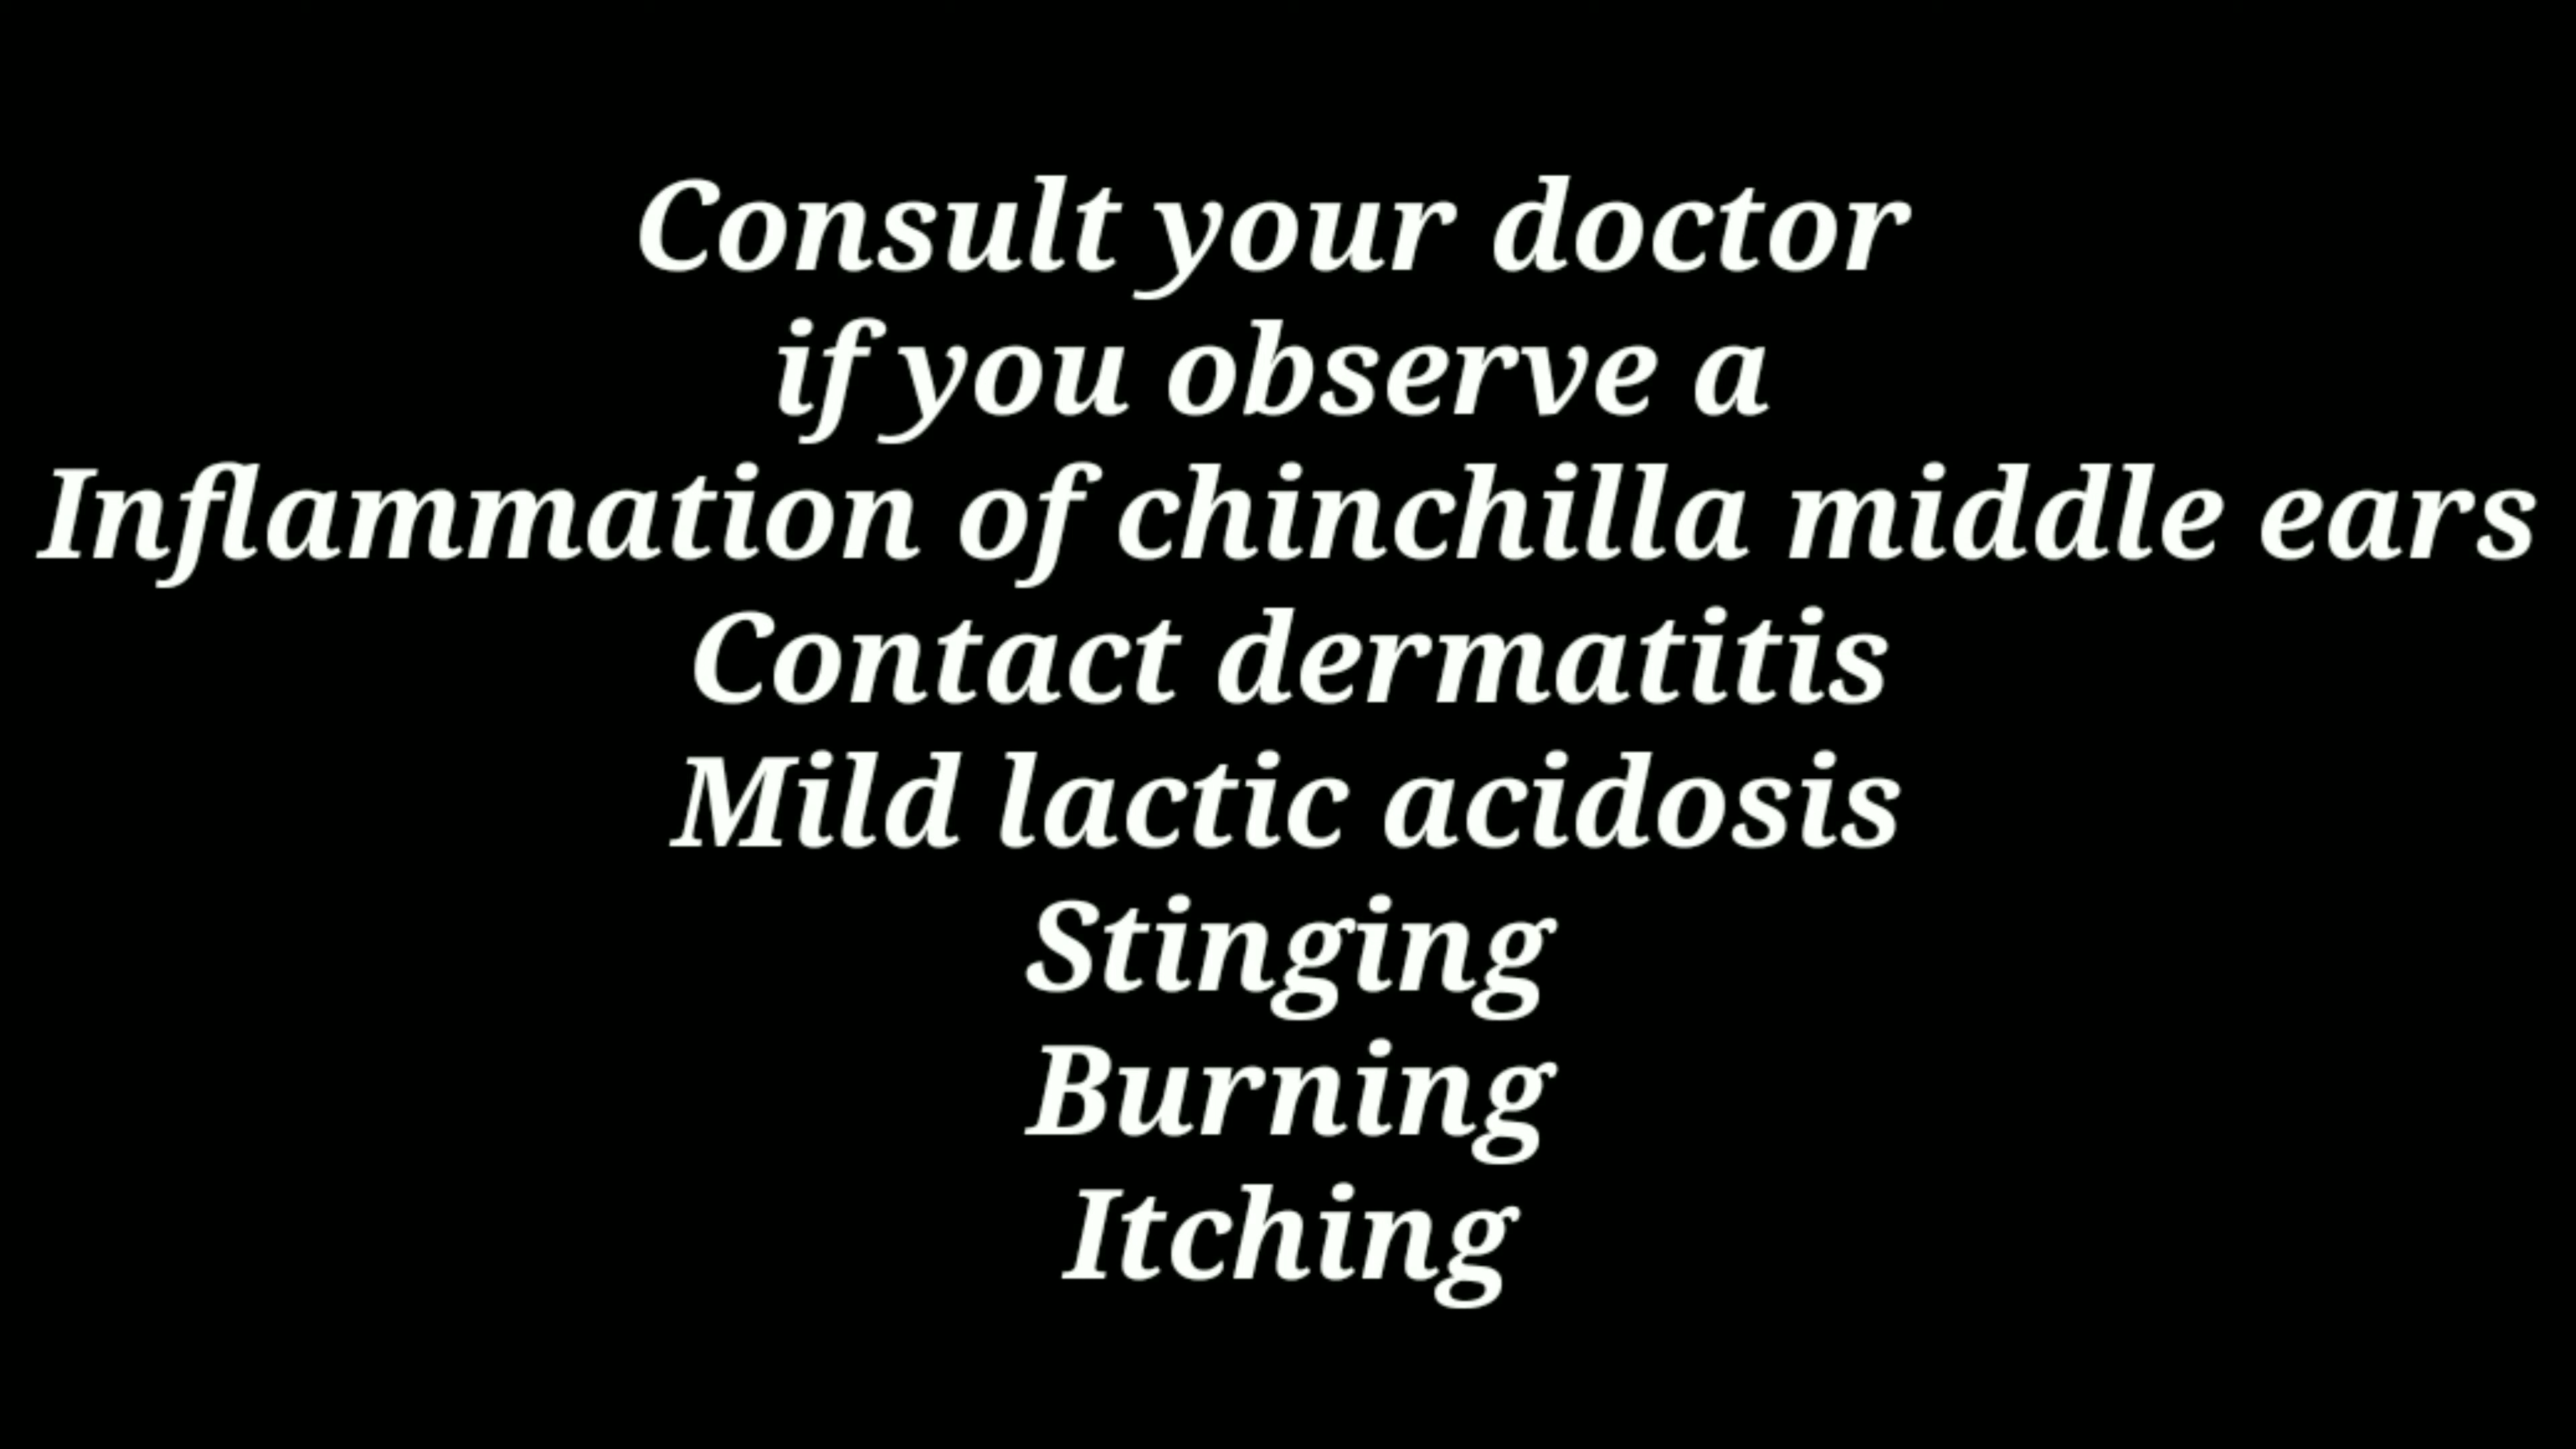 Consult your doctor
if you observe a
Inflammation of chinchilla middle ears
Contact dermatitis
Mild lactic acidosis
Stinging
Burning
Itching